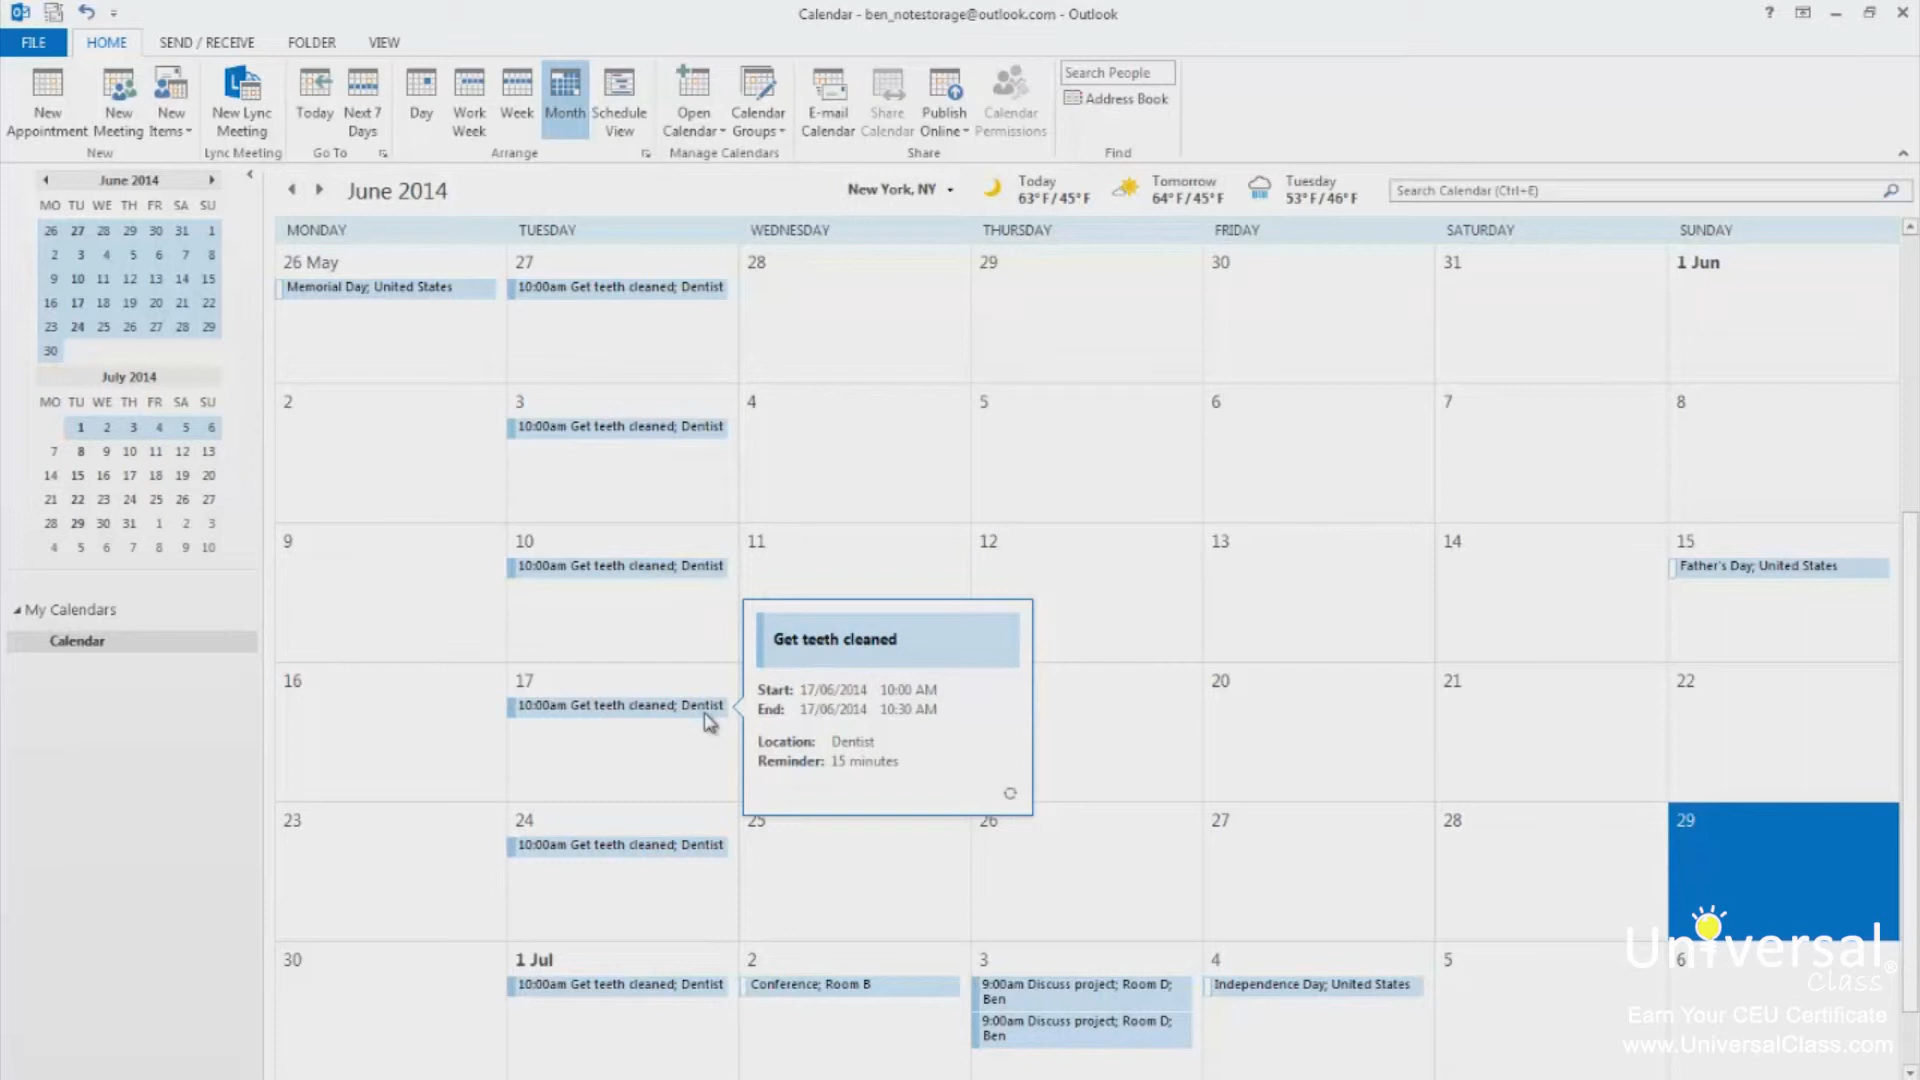 Calendar - ben_notestorage@outlook.com - Outlook
?
FILE HOME SEND / RECEIVE FOLDER VIEW
New Appointment
New Meeting
New Items
New
New Lync Meeting
Lync Meeting
Today
Next 7 Days
Go To
Day
Work Week
Week
Month
Schedule View
Arrange
Open Calendar
Calendar Groups
Manage Calendars
E-mail Calendar
Share Calendar
Publish Online
Calendar Permissions
Share
Search People
Address Book
Find
June 2014
MO TU WE TH FR SA SU
26 27 28 29 30 31 1
2 3 4 5 6 7 8
9 10 11 12 13 14 15
16 17 18 19 20 21 22
23 24 25 26 27 28 29
30
July 2014
MO TU WE TH FR SA SU
1 2 3 4 5 6
7 8 9 10 11 12 13
14 15 16 17 18 19 20
21 22 23 24 25 26 27
28 29 30 31 1 2 3
4 5 6 7 8 9 10
My Calendars
Calendar
June 2014
New York, NY
Today
63°F/45°F
Tomorrow
64°F/45°F
Tuesday
53°F/46°F
Search Calendar (Ctrl+E)
MONDAY TUESDAY WEDNESDAY THURSDAY FRIDAY SATURDAY SUNDAY
26 May 27 28 29 30 31 1 Jun
Memorial Day; United States
10:00am Get teeth cleaned; Dentist
2 3 4 5 6 7 8
10:00am Get teeth cleaned; Dentist
9 10 11 12 13 14 15
10:00am Get teeth cleaned; Dentist
Father's Day; United States
Get teeth cleaned
Start: 17/06/2014 10:00 AM
End: 17/06/2014 10:30 AM
Location: Dentist
Reminder: 15 minutes
16 17 20 21 22
10:00am Get teeth cleaned; Dentist
23 24 25 26 27 28 29
10:00am Get teeth cleaned; Dentist
30 1 Jul 2 3 4 5 6
10:00am Get teeth cleaned; Dentist
Conference; Room B
9:00am Discuss project; Room D;
Ben
9:00am Discuss project; Room D;
Ben
Independence Day; United States
Universal
Class®
Earn Your CEU Certificate
www.UniversalClass.com